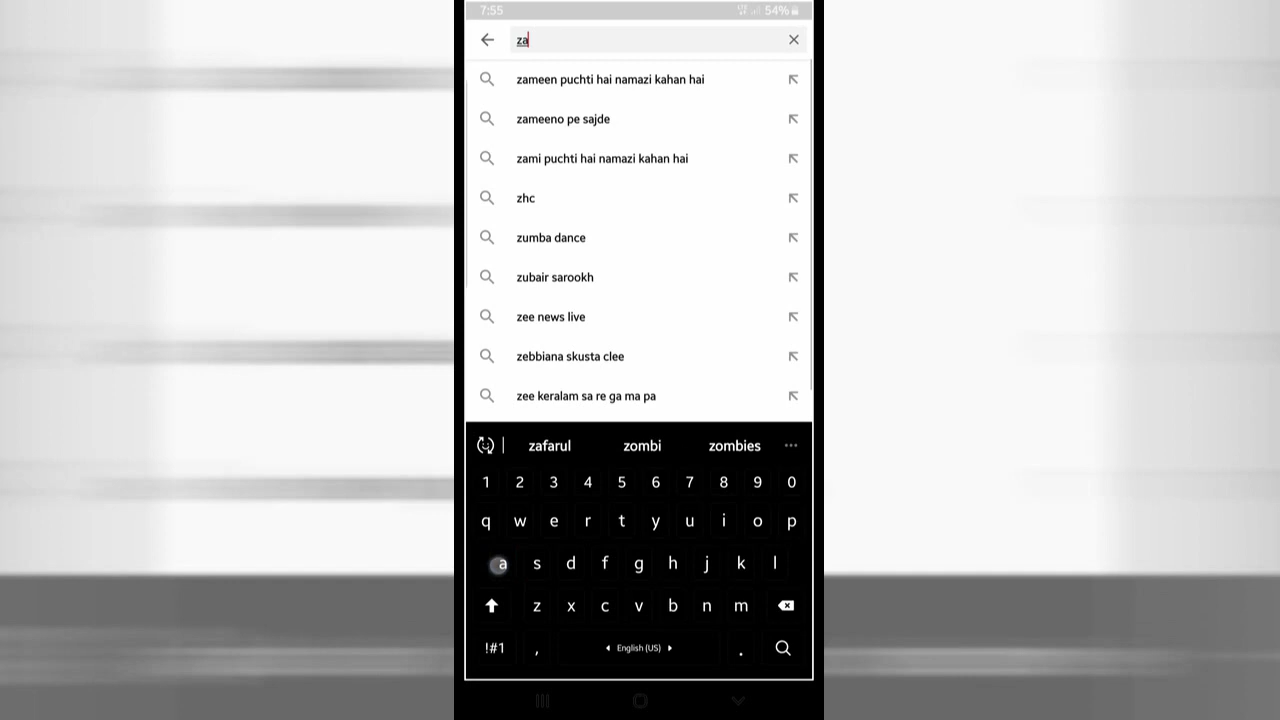 7:55 54%
za
zameen puchti hai namazi kahan hai
zameeno pe sajde
zami puchti hai namazi kahan hai
zhc
zumba dance
zubair sarookh
zee news live
zebbiana skusta clee
zee keralam sa re ga ma pa
zafarul zombi zombies ...
1 2 3 4 5 6 7 8 9 0
q w e r t y u i o p
a s d f g h j k l
z x c v b n m
!#1 , English (US) .